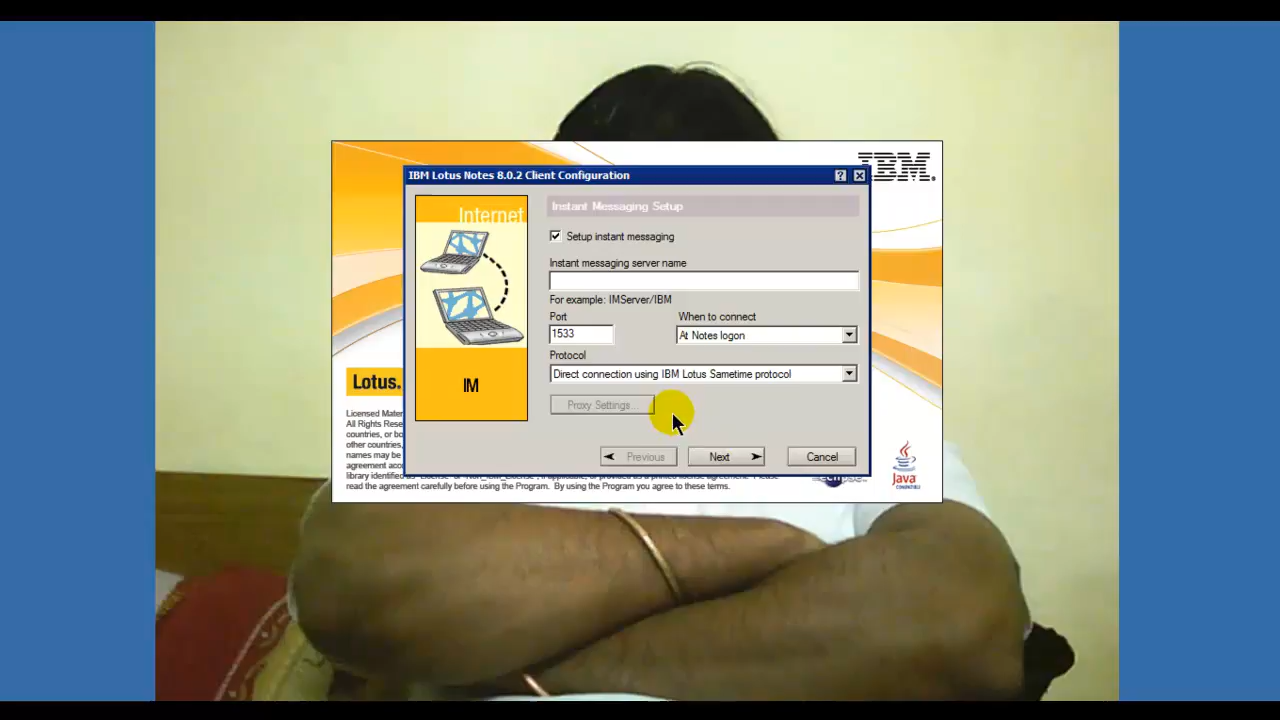 IBM.
IBM Lotus Notes 8.0.2 Client Configuration
Internet
IM
Instant Messaging Setup
Setup instant messaging
Instant messaging server name
For example: IMServer/IBM
Port
When to connect
1533
At Notes logon
Protocol
Direct connection using IBM Lotus Sametime protocol
Proxy Settings...
Previous
Next
Cancel
Lotus.
Licensed Mater
All Rights Rese
countries, or bo
other countries,
names may be
agreement acc
read the agreement carefully before using the Program. By using the Program you agree to these terms.
Java